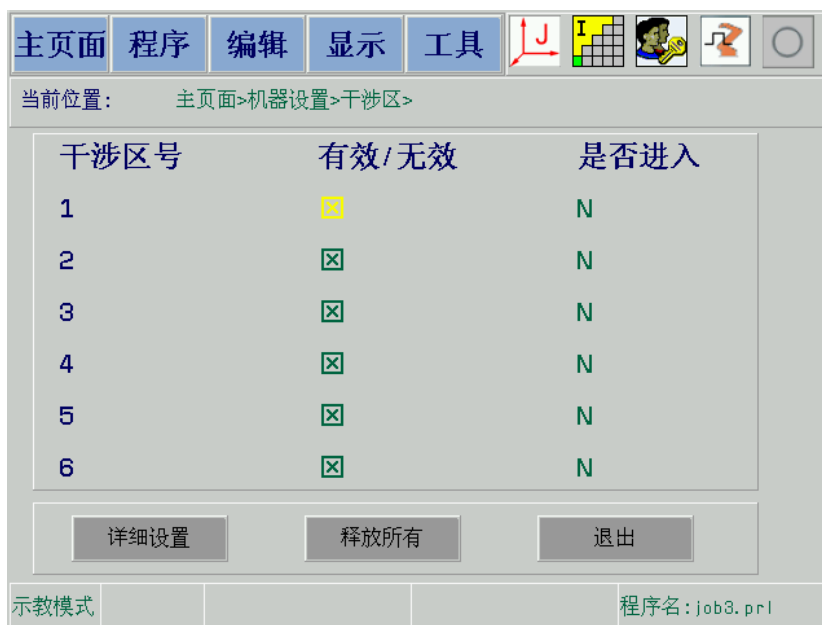 主页面 程序 编辑 显示 工具 J I
当前位置: 主页面>机器设置>干涉区>
干涉区号 有效/无效 是否进入
1 N
2 N
3 N
4 N
5 N
6 N
详细设置 释放所有 退出
示教模式 程序名:job3.prl